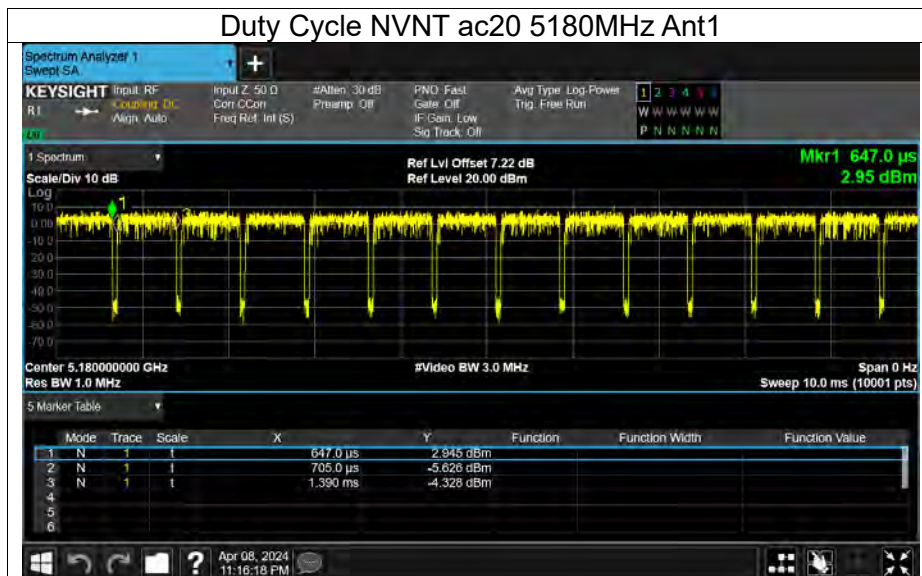 Duty Cycle NVNT ac20 5180MHz Ant1
Spectrum Analyzer 1
Swept SA
KEYSIGHT Input: RF Input Z: 50 Ω #Atten: 30 dB PNO: Fast Avg Type: Log-Power 1 2 3 4 5 6
R L Coupling: DC Corr CCorr Preamp: Off Gate: Off Trig: Free Run W W W W W W
Align: Auto Freq Ref: Int (S) IF Gain: Low P N N N N N
Sig Track: Off
1 Spectrum Ref Lvl Offset 7.22 dB Mkr1 647.0 µs
Scale/Div 10 dB Ref Level 20.00 dBm 2.95 dBm
Log
10.0 1
0.00 3
-10.0
-20.0
-30.0
-40.0
-50.0
-60.0
-70.0
Center 5.180000000 GHz #Video BW 3.0 MHz Span 0 Hz
Res BW 1.0 MHz Sweep 10.0 ms (10001 pts)
5 Marker Table
Mode Trace Scale X Y Function Function Width Function Value
1 N 1 t 647.0 µs 2.945 dBm
2 N 1 t 705.0 µs -5.626 dBm
3 N 1 t 1.390 ms -4.328 dBm
4
5
6
? Apr 08, 2024
11:16:18 PM